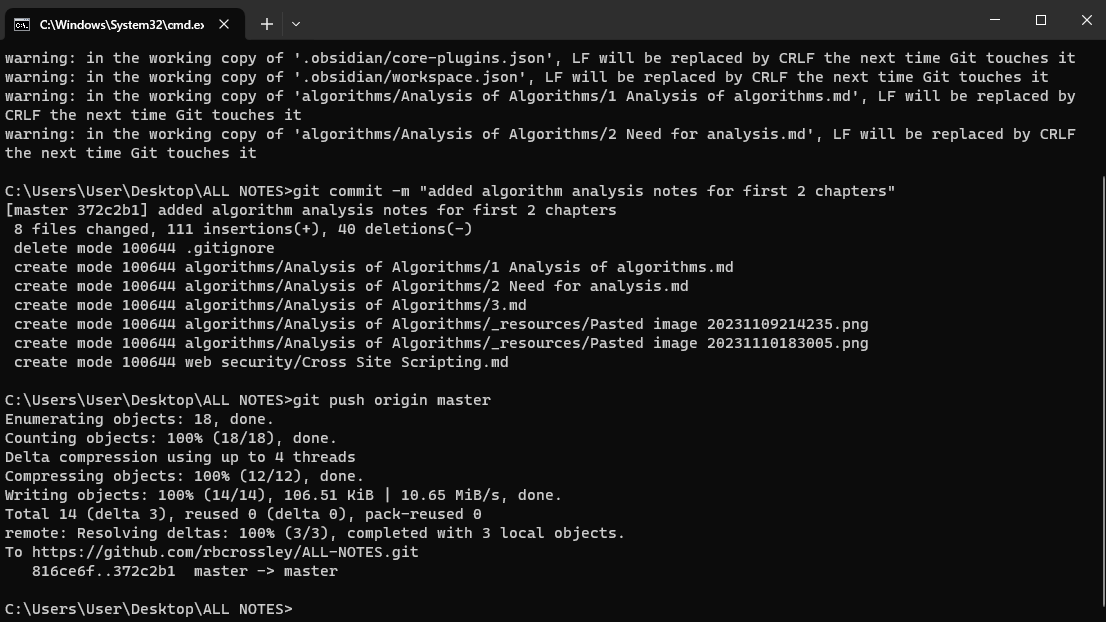 C:\Windows\System32\cmd.ex
warning: in the working copy of '.obsidian/core-plugins.json', LF will be replaced by CRLF the next time Git touches it
warning: in the working copy of '.obsidian/workspace.json', LF will be replaced by CRLF the next time Git touches it
warning: in the working copy of 'algorithms/Analysis of Algorithms/1 Analysis of algorithms.md', LF will be replaced by
CRLF the next time Git touches it
warning: in the working copy of 'algorithms/Analysis of Algorithms/2 Need for analysis.md', LF will be replaced by CRLF
the next time Git touches it
C:\Users\User\Desktop\ALL NOTES>git commit -m "added algorithm analysis notes for first 2 chapters"
[master 372c2b1] added algorithm analysis notes for first 2 chapters
8 files changed, 111 insertions(+), 40 deletions(-)
delete mode 100644 .gitignore
create mode 100644 algorithms/Analysis of Algorithms/1 Analysis of algorithms.md
create mode 100644 algorithms/Analysis of Algorithms/2 Need for analysis.md
create mode 100644 algorithms/Analysis of Algorithms/3.md
create mode 100644 algorithms/Analysis of Algorithms/_resources/Pasted image 20231109214235.png
create mode 100644 algorithms/Analysis of Algorithms/_resources/Pasted image 20231110183005.png
create mode 100644 web security/Cross Site Scripting.md
C:\Users\User\Desktop\ALL NOTES>git push origin master
Enumerating objects: 18, done.
Counting objects: 100% (18/18), done.
Delta compression using up to 4 threads
Compressing objects: 100% (12/12), done.
Writing objects: 100% (14/14), 106.51 KiB | 10.65 MiB/s, done.
Total 14 (delta 3), reused 0 (delta 0), pack-reused 0
remote: Resolving deltas: 100% (3/3), completed with 3 local objects.
To https://github.com/rbcrossley/ALL-NOTES.git
816ce6f..372c2b1  master -> master
C:\Users\User\Desktop\ALL NOTES>